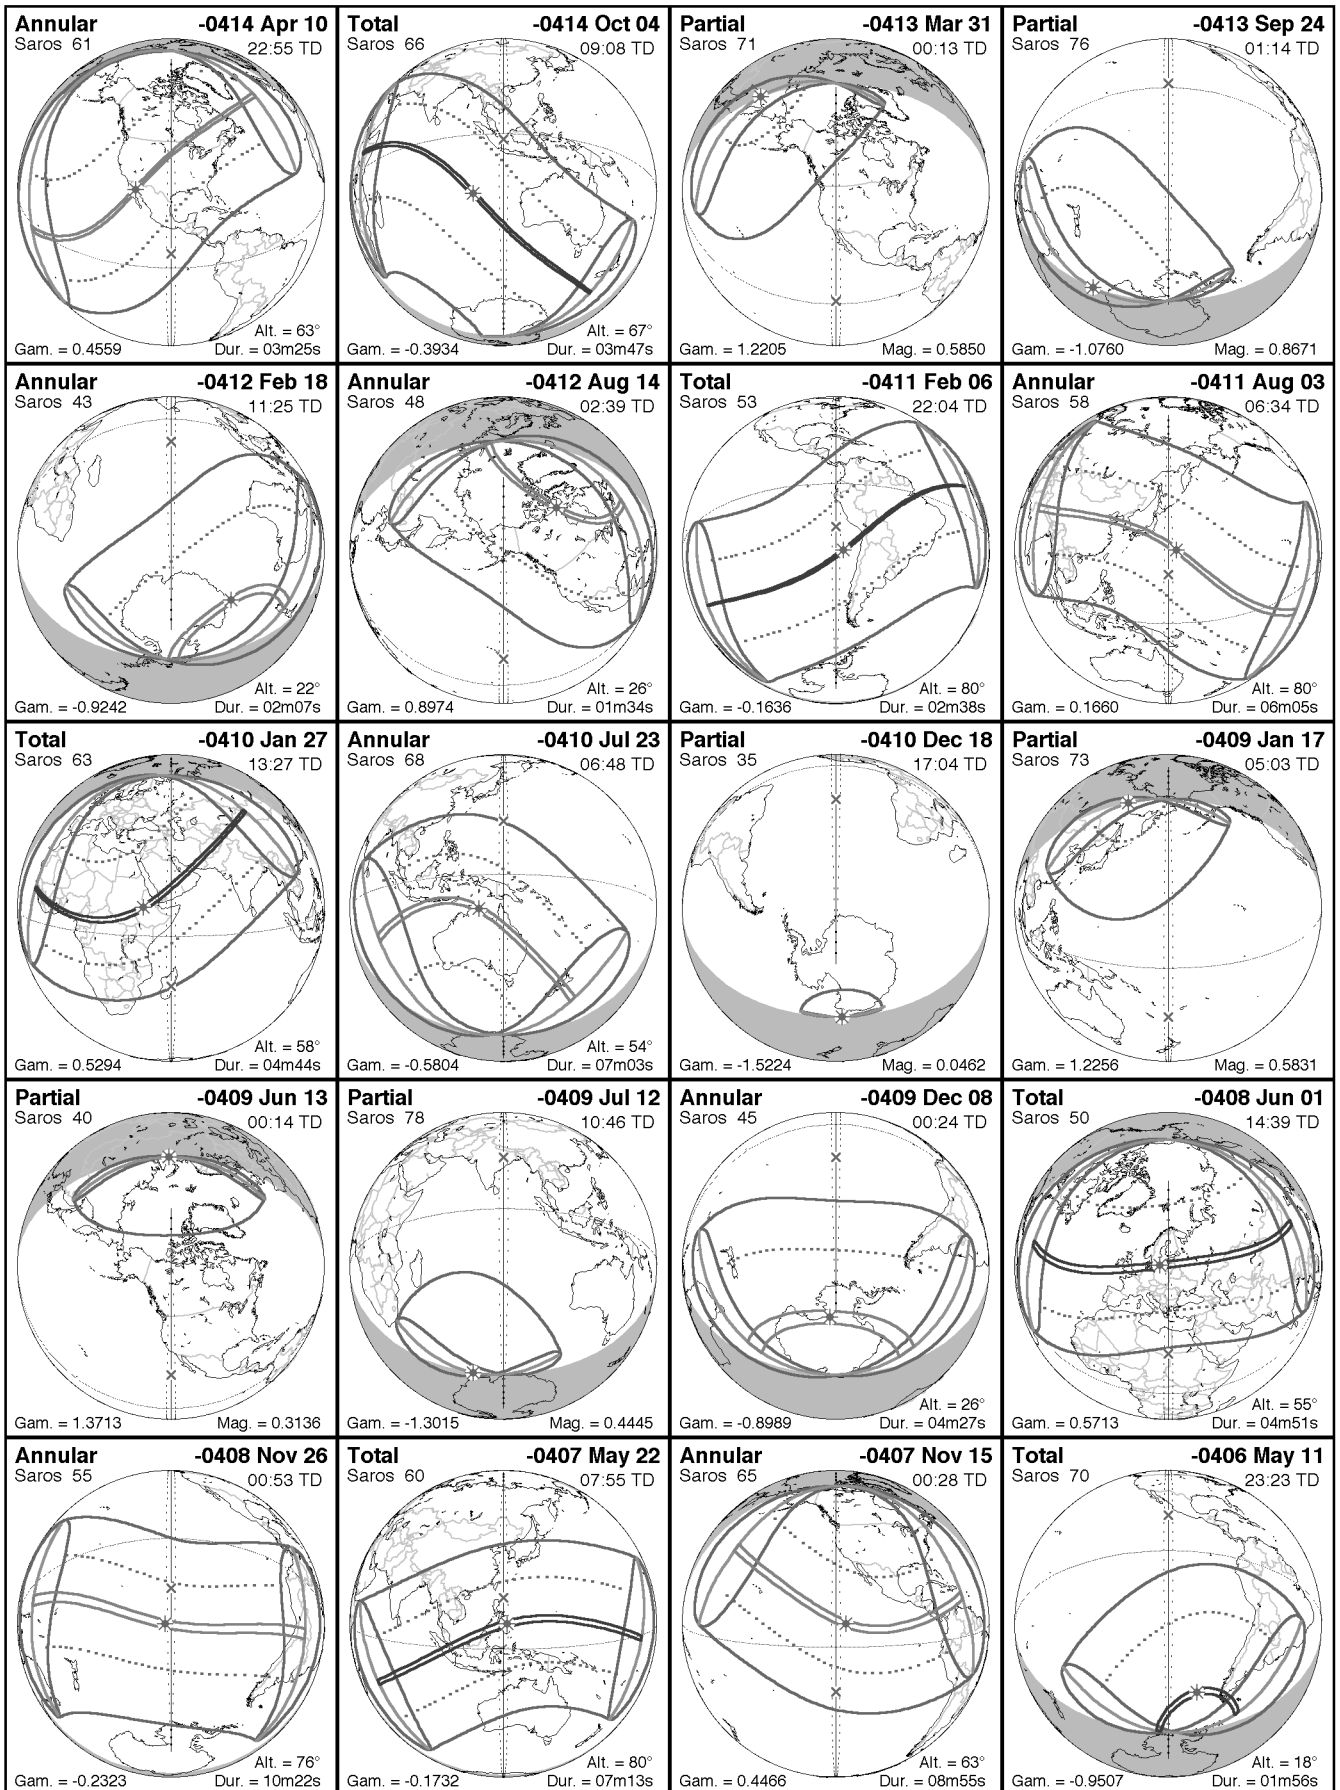 Annular -0414 Apr 10
Saros 61 22:55 TD
Alt. = 63°
Gam. = 0.4559 Dur. = 03m25s
Total -0414 Oct 04
Saros 66 09:08 TD
Alt. = 67°
Gam. = -0.3934 Dur. = 03m47s
Partial -0413 Mar 31
Saros 71 00:13 TD
Gam. = 1.2205 Mag. = 0.5850
Partial -0413 Sep 24
Saros 76 01:14 TD
Gam. = -1.0760 Mag. = 0.8671
Annular -0412 Feb 18
Saros 43 11:25 TD
Alt. = 22°
Gam. = -0.9242 Dur. = 02m07s
Annular -0412 Aug 14
Saros 48 02:39 TD
Alt. = 26°
Gam. = 0.8974 Dur. = 01m34s
Total -0411 Feb 06
Saros 53 22:04 TD
Alt. = 80°
Gam. = -0.1636 Dur. = 02m38s
Annular -0411 Aug 03
Saros 58 06:34 TD
Alt. = 80°
Gam. = 0.1660 Dur. = 06m05s
Total -0410 Jan 27
Saros 63 13:27 TD
Alt. = 58°
Gam. = 0.5294 Dur. = 04m44s
Annular -0410 Jul 23
Saros 68 06:48 TD
Alt. = 54°
Gam. = -0.5804 Dur. = 07m03s
Partial -0410 Dec 18
Saros 35 17:04 TD
Gam. = -1.5224 Mag. = 0.0462
Partial -0409 Jan 17
Saros 73 05:03 TD
Gam. = 1.2256 Mag. = 0.5831
Partial -0409 Jun 13
Saros 40 00:14 TD
Gam. = 1.3713 Mag. = 0.3136
Partial -0409 Jul 12
Saros 78 10:46 TD
Gam. = -1.3015 Mag. = 0.4445
Annular -0409 Dec 08
Saros 45 00:24 TD
Alt. = 26°
Gam. = -0.8989 Dur. = 04m27s
Total -0408 Jun 01
Saros 50 14:39 TD
Alt. = 55°
Gam. = 0.5713 Dur. = 04m51s
Annular -0408 Nov 26
Saros 55 00:53 TD
Alt. = 76°
Gam. = -0.2323 Dur. = 10m22s
Total -0407 May 22
Saros 60 07:55 TD
Alt. = 80°
Gam. = -0.1732 Dur. = 07m13s
Annular -0407 Nov 15
Saros 65 00:28 TD
Alt. = 63°
Gam. = 0.4466 Dur. = 08m55s
Total -0406 May 11
Saros 70 23:23 TD
Alt. = 18°
Gam. = -0.9507 Dur. = 01m56s